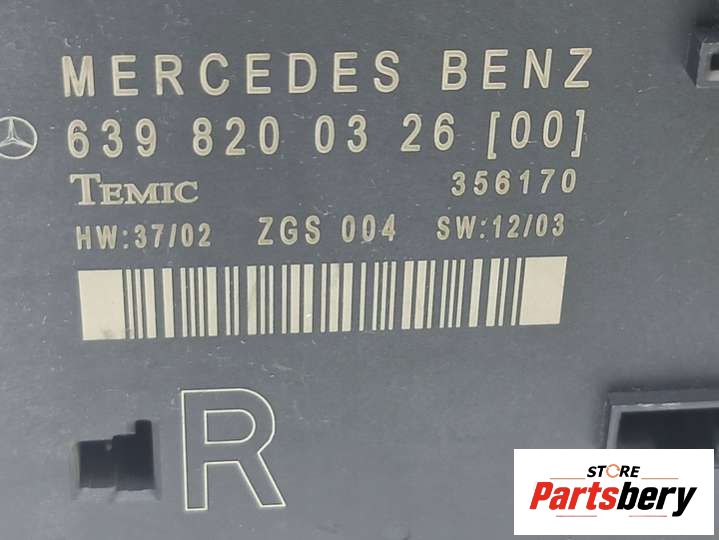 MERCEDES BENZ
639 820 03 26 [00]
TEMIC 356170
HW:37/02 ZGS 004 SW:12/03
R
STORE
Partsbery